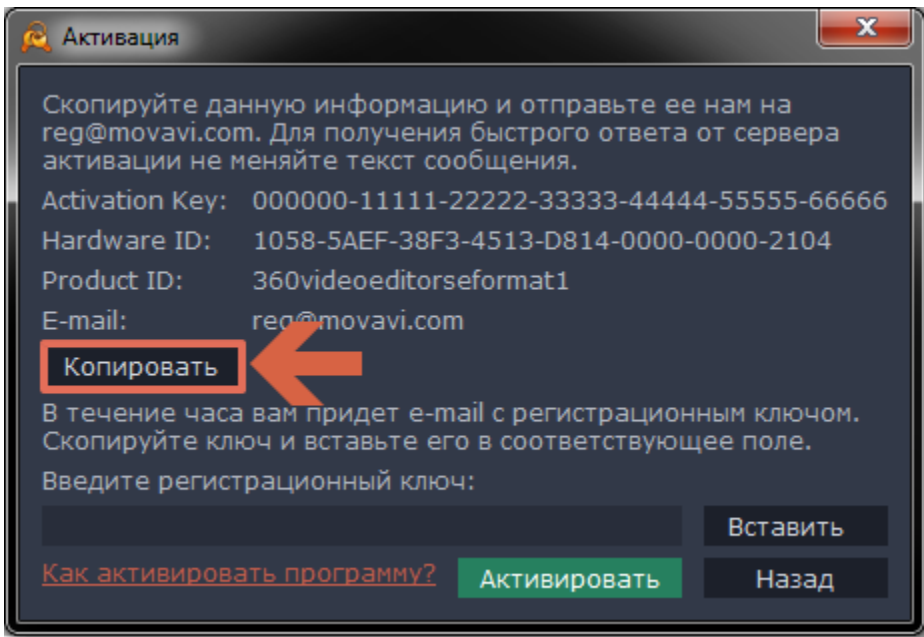 Активация
Скопируйте данную информацию и отправьте ее нам на
reg@movavi.com. Для получения быстрого ответа от сервера
активации не меняйте текст сообщения.
Activation Key: 000000-11111-22222-33333-44444-55555-66666
Hardware ID: 1058-5AEF-38F3-4513-D814-0000-0000-2104
Product ID: 360videoeditorseformat1
E-mail: reg@movavi.com
Копировать
В течение часа вам придет e-mail с регистрационным ключом.
Скопируйте ключ и вставьте его в соответствующее поле.
Введите регистрационный ключ:
Вставить
Как активировать программу? Активировать Назад